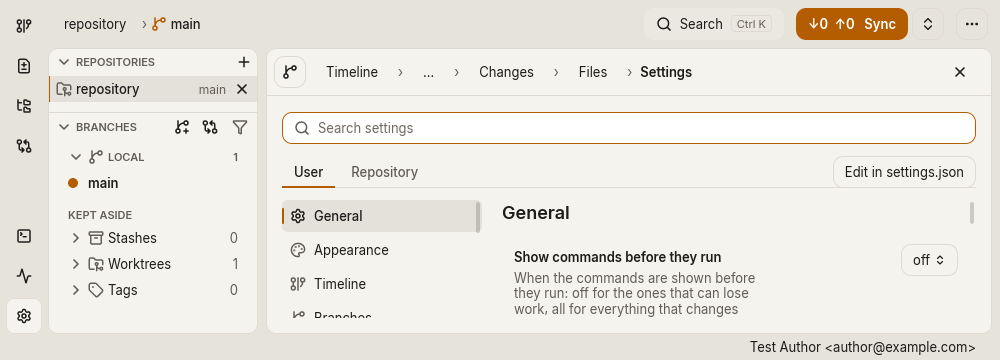 repository › main
Search Ctrl K
↓0 ↑0 Sync
REPOSITORIES
repository main
BRANCHES
LOCAL 1
main
KEPT ASIDE
Stashes 0
Worktrees 1
Tags 0
Timeline › ... › Changes › Files › Settings
Search settings
User Repository
Edit in settings.json
General
Appearance
Timeline
Branches
General
Show commands before they run
When the commands are shown before
they run: off for the ones that can lose
work, all for everything that changes
off
Test Author <author@example.com>